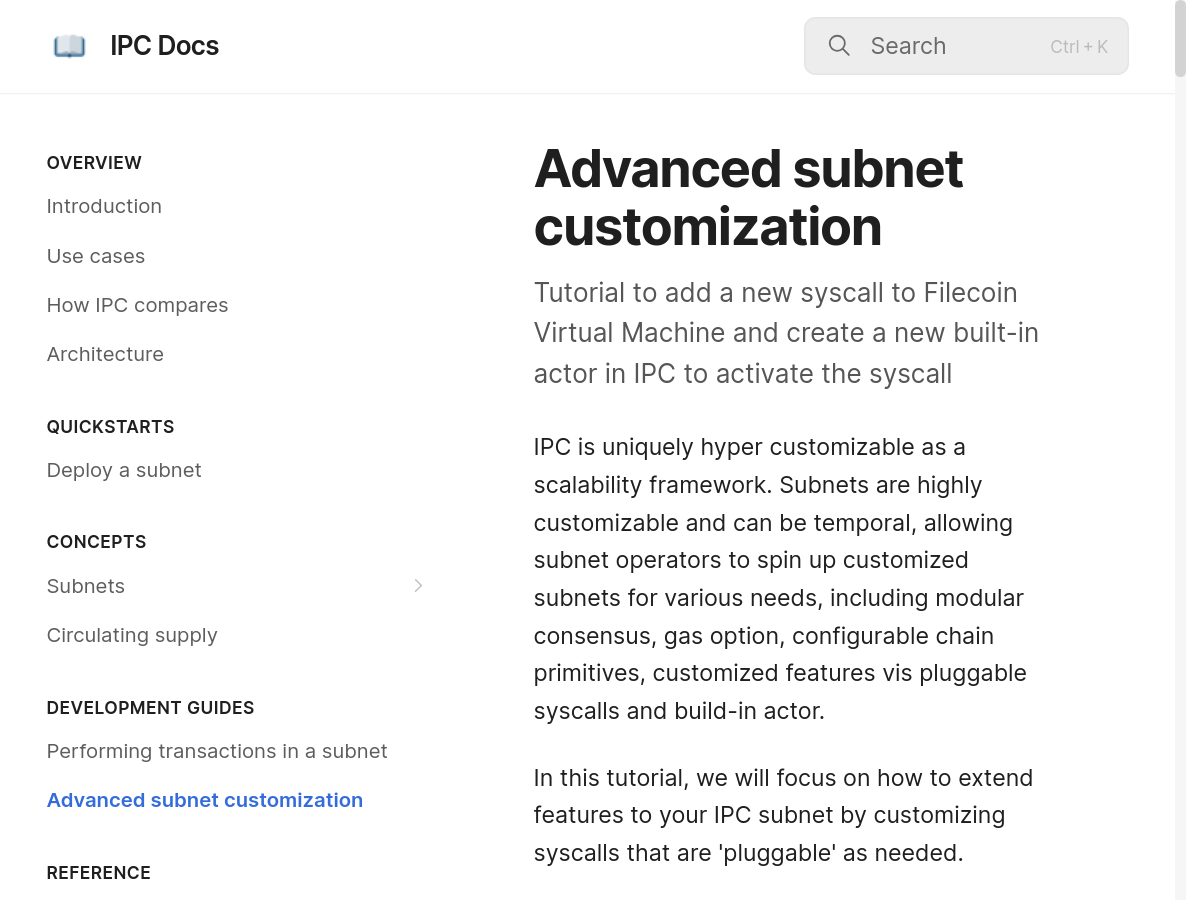 IPC Docs
Search
Ctrl + K
OVERVIEW
Introduction
Use cases
How IPC compares
Architecture
QUICKSTARTS
Deploy a subnet
CONCEPTS
Subnets
Circulating supply
DEVELOPMENT GUIDES
Performing transactions in a subnet
Advanced subnet customization
REFERENCE
Advanced subnet
customization
Tutorial to add a new syscall to Filecoin
Virtual Machine and create a new built-in
actor in IPC to activate the syscall
IPC is uniquely hyper customizable as a
scalability framework. Subnets are highly
customizable and can be temporal, allowing
subnet operators to spin up customized
subnets for various needs, including modular
consensus, gas option, configurable chain
primitives, customized features vis pluggable
syscalls and build-in actor.
In this tutorial, we will focus on how to extend
features to your IPC subnet by customizing
syscalls that are 'pluggable' as needed.